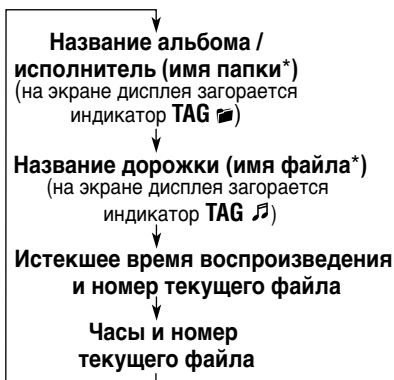 Название альбома /
исполнитель (имя папки*)
(на экране дисплея загорается
индикатор TAG)
Название дорожки (имя файла*)
(на экране дисплея загорается
индикатор TAG)
Истекшее время воспроизведения
и номер текущего файла
Часы и номер
текущего файла